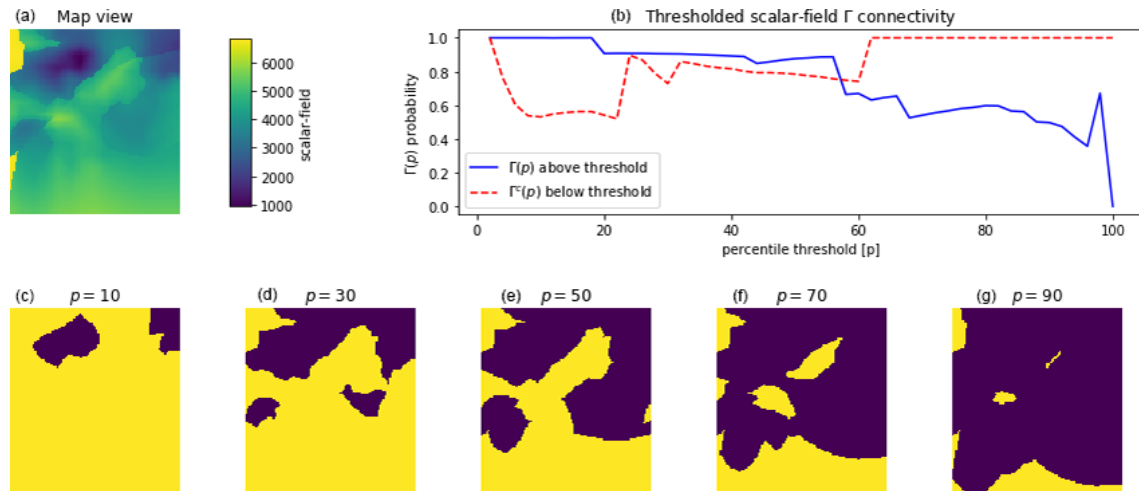 (a) Map view
6000
5000
4000
3000
2000
1000
scalar-field
(b) Thresholded scalar-field Γ connectivity
1.0
0.8
0.6
0.4
0.2
0.0
Γ(p) probability
Γ(p) above threshold
Γᶜ(p) below threshold
0 20 40 60 80 100
percentile threshold [p]
(c) p = 10
(d) p = 30
(e) p = 50
(f) p = 70
(g) p = 90